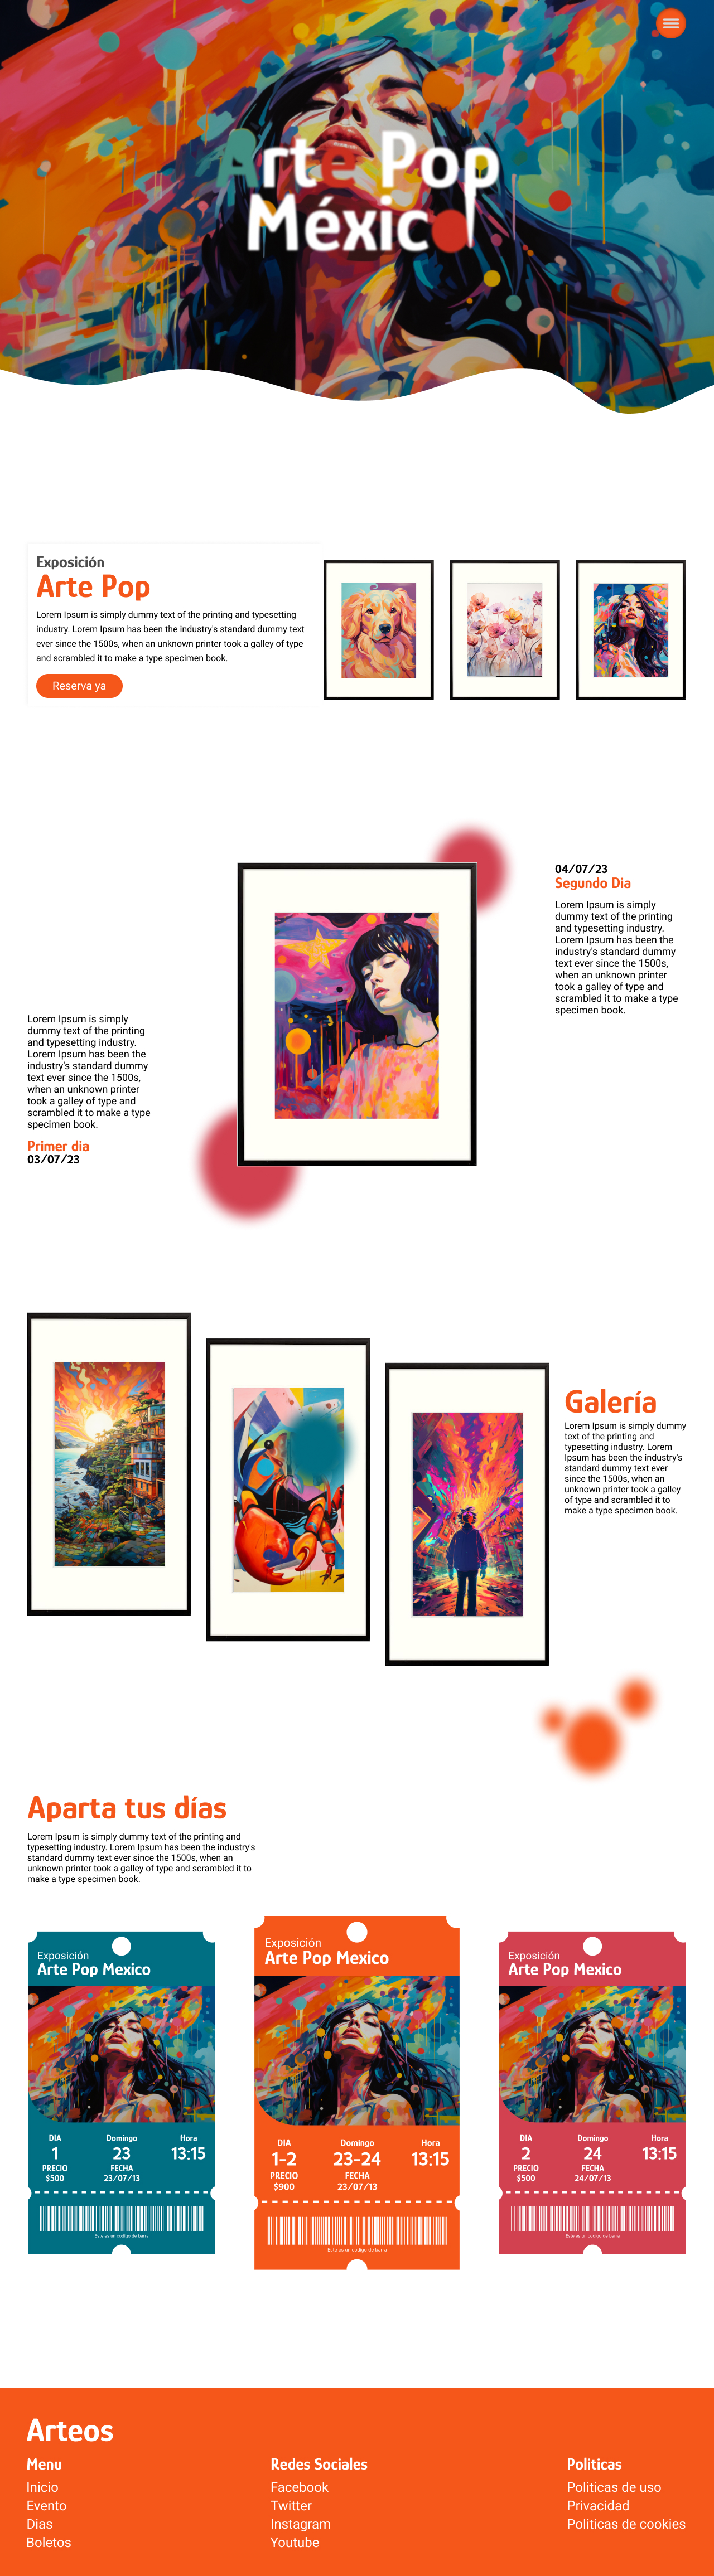 Arte Pop
México
Exposición
Arte Pop
Lorem Ipsum is simply dummy text of the printing and typesetting
industry. Lorem Ipsum has been the industry's standard dummy text
ever since the 1500s, when an unknown printer took a galley of type
and scrambled it to make a type specimen book.
Reserva ya
04/07/23
Segundo Dia
Lorem Ipsum is simply
dummy text of the printing
and typesetting industry.
Lorem Ipsum has been the
industry's standard dummy
text ever since the 1500s,
when an unknown printer
took a galley of type and
scrambled it to make a type
specimen book.
Lorem Ipsum is simply
dummy text of the printing
and typesetting industry.
Lorem Ipsum has been the
industry's standard dummy
text ever since the 1500s,
when an unknown printer
took a galley of type and
scrambled it to make a type
specimen book.
Primer dia
03/07/23
Galería
Lorem Ipsum is simply dummy
text of the printing and
typesetting industry. Lorem
Ipsum has been the industry's
standard dummy text ever
since the 1500s, when an
unknown printer took a galley
of type and scrambled it to
make a type specimen book.
Aparta tus días
Lorem Ipsum is simply dummy text of the printing and
typesetting industry. Lorem Ipsum has been the industry's
standard dummy text ever since the 1500s, when an
unknown printer took a galley of type and scrambled it to
make a type specimen book.
Exposición
Arte Pop Mexico
DIA Domingo Hora
1 23 13:15
PRECIO FECHA
$500 23/07/13
Este es un codigo de barra
Exposición
Arte Pop Mexico
DIA Domingo Hora
1-2 23-24 13:15
PRECIO FECHA
$900 23/07/13
Este es un codigo de barra
Exposición
Arte Pop Mexico
DIA Domingo Hora
2 24 13:15
PRECIO FECHA
$500 24/07/13
Este es un codigo de barra
Arteos
Menu
Inicio
Evento
Dias
Boletos
Redes Sociales
Facebook
Twitter
Instagram
Youtube
Politicas
Politicas de uso
Privacidad
Politicas de cookies